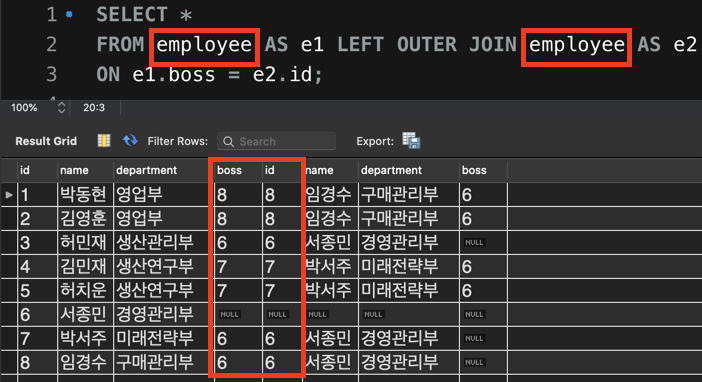 1 SELECT *
2 FROM employee AS e1 LEFT OUTER JOIN employee AS e2
3 ON e1.boss = e2.id;
100% 20:3
Result Grid Filter Rows: Search Export:
id name department boss id name department boss
1 박동현 영업부 8 8 임경수 구매관리부 6
2 김영훈 영업부 8 8 임경수 구매관리부 6
3 허민재 생산관리부 6 6 서종민 경영관리부 NULL
4 김민재 생산연구부 7 7 박서주 미래전략부 6
5 허치운 생산연구부 7 7 박서주 미래전략부 6
6 서종민 경영관리부 NULL NULL NULL NULL NULL
7 박서주 미래전략부 6 6 서종민 경영관리부 NULL
8 임경수 구매관리부 6 6 서종민 경영관리부 NULL